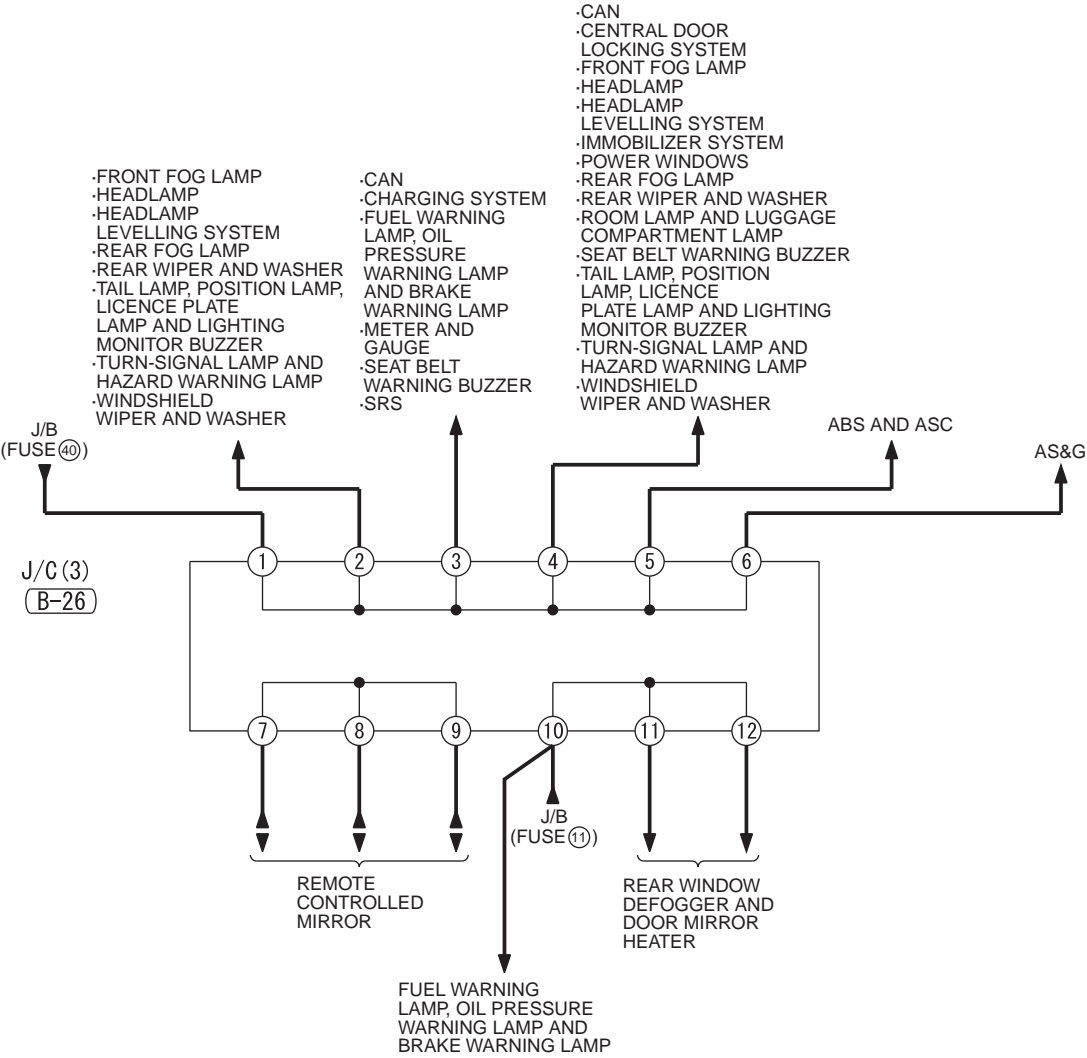 ·CAN
·CENTRAL DOOR
LOCKING SYSTEM
·FRONT FOG LAMP
·HEADLAMP
·HEADLAMP
LEVELLING SYSTEM
·IMMOBILIZER SYSTEM
·POWER WINDOWS
·REAR FOG LAMP
·REAR WIPER AND WASHER
·ROOM LAMP AND LUGGAGE
COMPARTMENT LAMP
·SEAT BELT WARNING BUZZER
·TAIL LAMP, POSITION
LAMP, LICENCE
PLATE LAMP AND LIGHTING
MONITOR BUZZER
·TURN-SIGNAL LAMP AND
HAZARD WARNING LAMP
·WINDSHIELD
WIPER AND WASHER
·FRONT FOG LAMP
·HEADLAMP
·HEADLAMP
LEVELLING SYSTEM
·REAR FOG LAMP
·REAR WIPER AND WASHER
·TAIL LAMP, POSITION LAMP,
LICENCE PLATE
LAMP AND LIGHTING
MONITOR BUZZER
·TURN-SIGNAL LAMP AND
HAZARD WARNING LAMP
·WINDSHIELD
WIPER AND WASHER
·CAN
·CHARGING SYSTEM
·FUEL WARNING
LAMP, OIL
PRESSURE
WARNING LAMP
AND BRAKE
WARNING LAMP
·METER AND
GAUGE
·SEAT BELT
WARNING BUZZER
·SRS
J/B
(FUSE 40)
ABS AND ASC
AS&G
J/C(3)
B-26
1 2 3 4 5 6
7 8 9 10 11 12
J/B
(FUSE 11)
REMOTE
CONTROLLED
MIRROR
REAR WINDOW
DEFOGGER AND
DOOR MIRROR
HEATER
FUEL WARNING
LAMP, OIL PRESSURE
WARNING LAMP AND
BRAKE WARNING LAMP